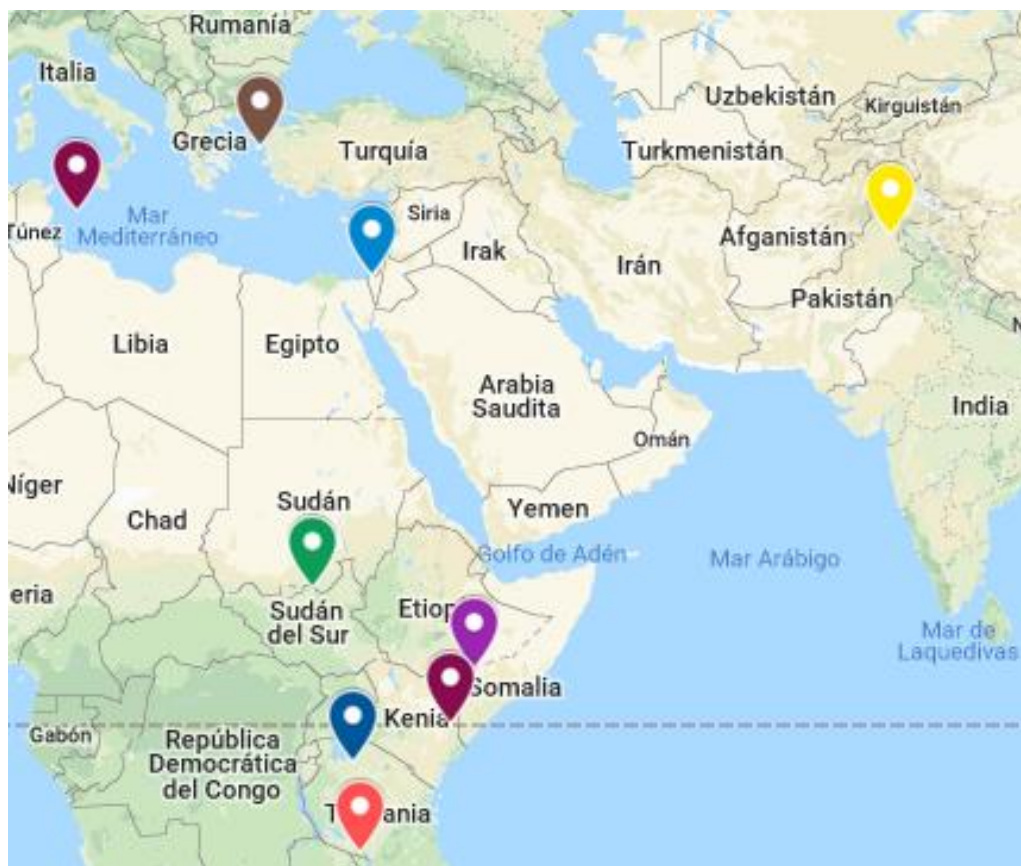 Rumanía
Italia
Uzbekistán
Kirguistán
Grecia
Turquía
Turkmenistán
Siria
Mar
Mediterráneo
Túnez
Irak
Irán
Afganistán
Pakistán
Libia
Egipto
Arabia
Saudita
India
Omán
Níger
Chad
Sudán
Yemen
Golfo de Adén
Mar Arábigo
eria
Sudán
del Sur
Etiop
Mar de
Laquedivas
Somalia
Kenia
Gabón
República
Democrática
del Congo
T ania
N